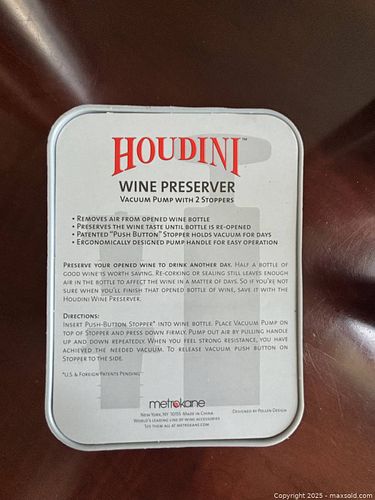 HOUDINI™
WINE PRESERVER
VACUUM PUMP WITH 2 STOPPERS
• REMOVES AIR FROM OPENED WINE BOTTLE
• PRESERVES THE WINE TASTE UNTIL BOTTLE IS RE-OPENED
• PATENTED "PUSH BUTTON" STOPPER HOLDS VACUUM FOR DAYS
• ERGONOMICALLY DESIGNED PUMP HANDLE FOR EASY OPERATION
PRESERVE YOUR OPENED WINE TO DRINK ANOTHER DAY. HALF A BOTTLE OF
GOOD WINE IS WORTH SAVING. RE-CORKING OR SEALING STILL LEAVES ENOUGH
AIR IN THE BOTTLE TO AFFECT THE WINE IN A MATTER OF DAYS. SO IF YOU'RE NOT
SURE WHEN YOU'LL FINISH THAT OPENED BOTTLE OF WINE, SAVE IT WITH THE
HOUDINI WINE PRESERVER.
DIRECTIONS:
INSERT PUSH-BUTTON STOPPER* INTO WINE BOTTLE. PLACE VACUUM PUMP ON
TOP OF STOPPER AND PRESS DOWN FIRMLY. PUMP OUT AIR BY PULLING HANDLE
UP AND DOWN REPEATEDLY. WHEN YOU FEEL STRONG RESISTANCE, YOU HAVE
ACHIEVED THE NEEDED VACUUM. TO RELEASE VACUUM PUSH BUTTON ON
STOPPER TO THE SIDE.
*U.S. & FOREIGN PATENTS PENDING
metrokane
NEW YORK, NY 10155 MADE IN CHINA
WORLD'S LEADING LINE OF WINE ACCESSORIES
SEE THEM ALL AT METROKANE.COM
DESIGNED BY POLLEN DESIGN
Copyright 2025 - maxsold.com